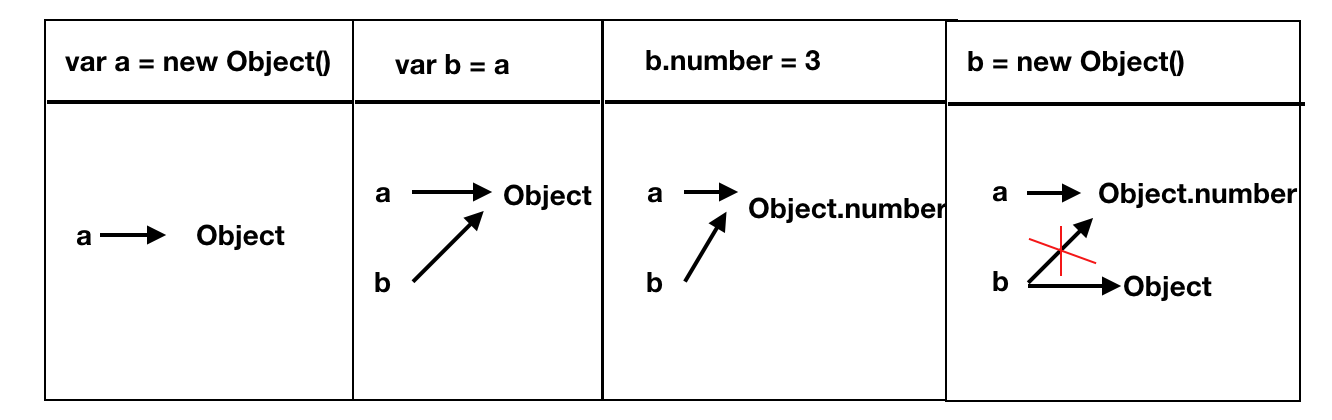 var a = new Object()
var b = a
b.number = 3
b = new Object()
a
Object
a
Object
b
a
Object.number
b
a
Object.number
b
Object